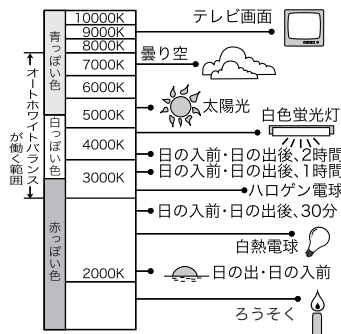 10000K
9000K
8000K
7000K
6000K
5000K
4000K
3000K
2000K
青っぽい色
白っぽい色
赤っぽい色
オートホワイトバランス
が働く範囲
テレビ画面
曇り空
太陽光
白色蛍光灯
日の入前・日の出後、2時間
日の入前・日の出後、1時間
ハロゲン電球
日の入前・日の出後、30分
白熱電球
日の出・日の入前
ろうそく